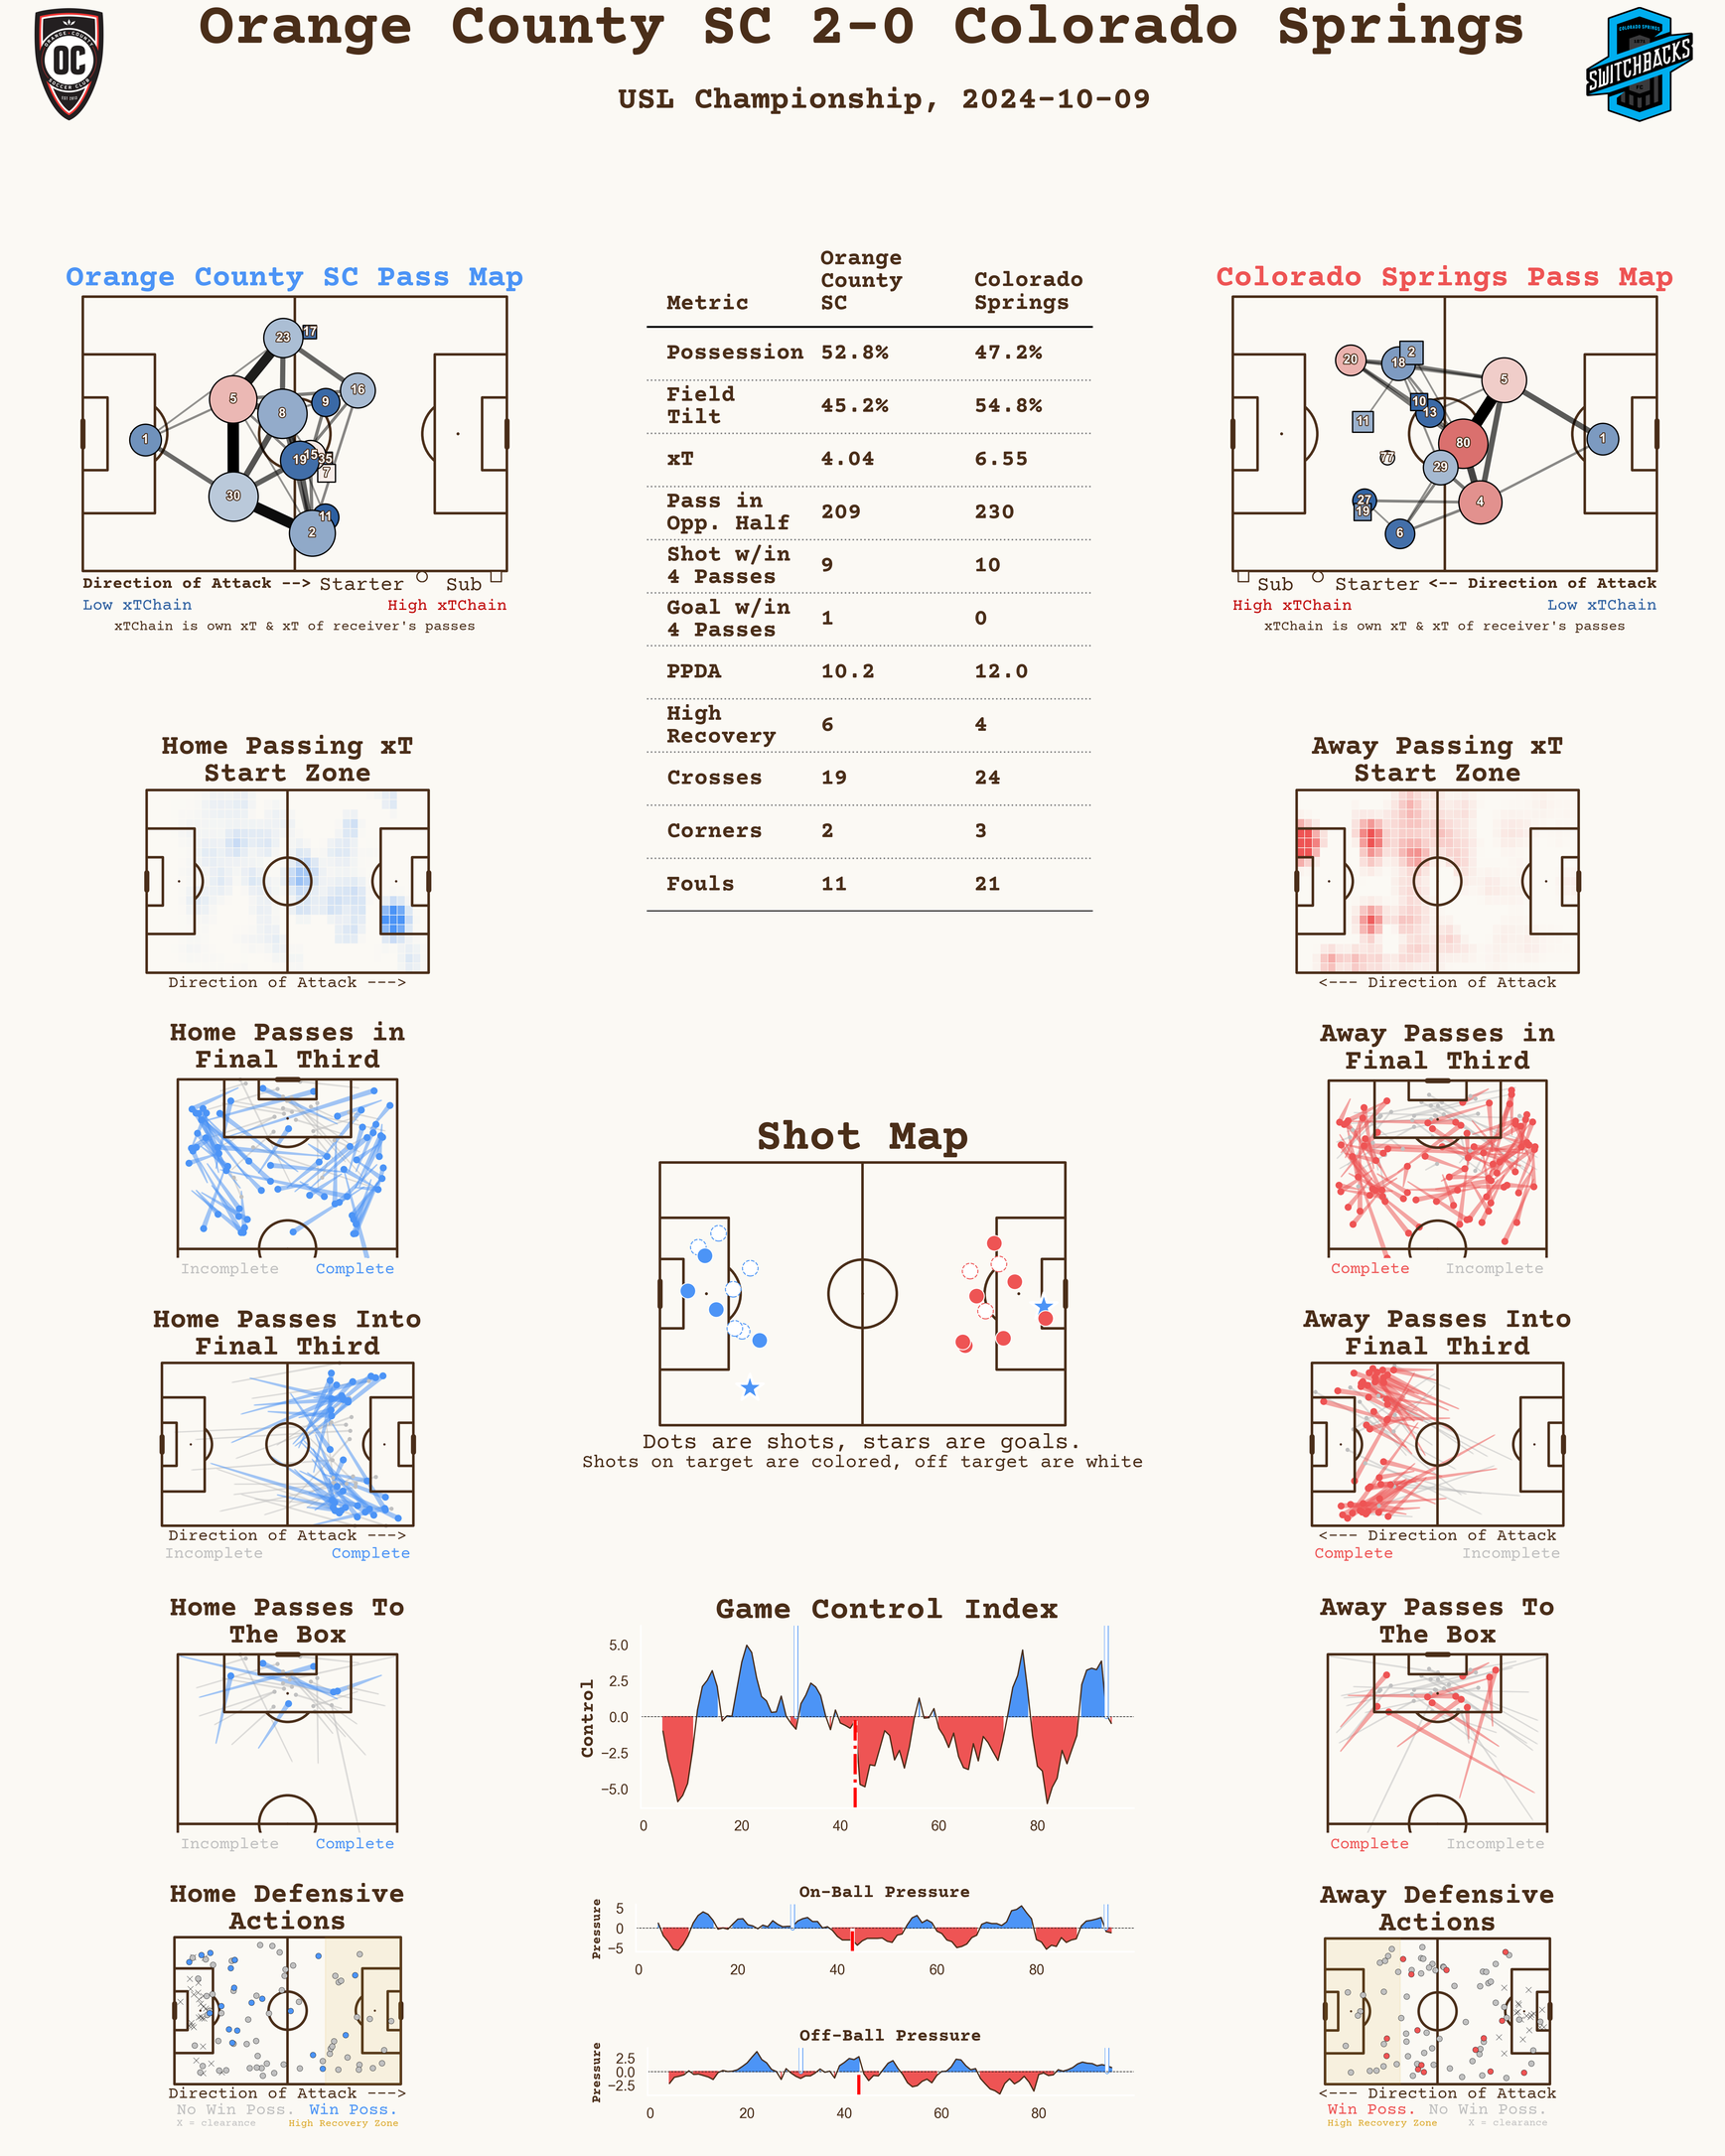 Orange County SC 2-0 Colorado Springs
USL Championship, 2024-10-09
ORANGE COUNTY
OC
SOCCER CLUB
COLORADO SPRINGS
SWITCHBACKS
FC
Orange County SC Pass Map
23
17
5
8
9
16
1
19
15
35
7
30
11
2
Direction of Attack --> Starter Sub
Low xTChain High xTChain
xTChain is own xT & xT of receiver's passes
Metric Orange County SC Colorado Springs
Possession 52.8% 47.2%
Field Tilt 45.2% 54.8%
xT 4.04 6.55
Pass in Opp. Half 209 230
Shot w/in 4 Passes 9 10
Goal w/in 4 Passes 1 0
PPDA 10.2 12.0
High Recovery 6 4
Crosses 19 24
Corners 2 3
Fouls 11 21
Colorado Springs Pass Map
20
18
2
5
10
13
11
80
1
77
29
27
19
4
6
Sub Starter <-- Direction of Attack
High xTChain Low xTChain
xTChain is own xT & xT of receiver's passes
Home Passing xT
Start Zone
Direction of Attack --->
Away Passing xT
Start Zone
<--- Direction of Attack
Home Passes in
Final Third
Incomplete Complete
Away Passes in
Final Third
Complete Incomplete
Shot Map
Dots are shots, stars are goals.
Shots on target are colored, off target are white
Home Passes Into
Final Third
Direction of Attack --->
Incomplete Complete
Away Passes Into
Final Third
<--- Direction of Attack
Complete Incomplete
Home Passes To
The Box
Incomplete Complete
Game Control Index
Control
5.0
2.5
0.0
−2.5
−5.0
0 20 40 60 80
Away Passes To
The Box
Complete Incomplete
Home Defensive
Actions
Direction of Attack --->
No Win Poss. Win Poss.
X = clearance High Recovery Zone
On-Ball Pressure
Pressure
5
0
−5
0 20 40 60 80
Off-Ball Pressure
Pressure
2.5
0.0
−2.5
0 20 40 60 80
Away Defensive
Actions
<--- Direction of Attack
Win Poss. No Win Poss.
High Recovery Zone X = clearance